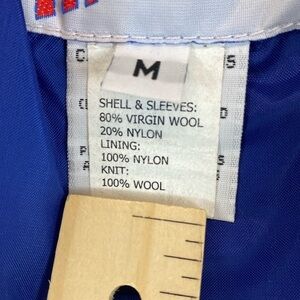 M
SHELL & SLEEVES:
80% VIRGIN WOOL
20% NYLON
LINING:
100% NYLON
KNIT:
100% WOOL